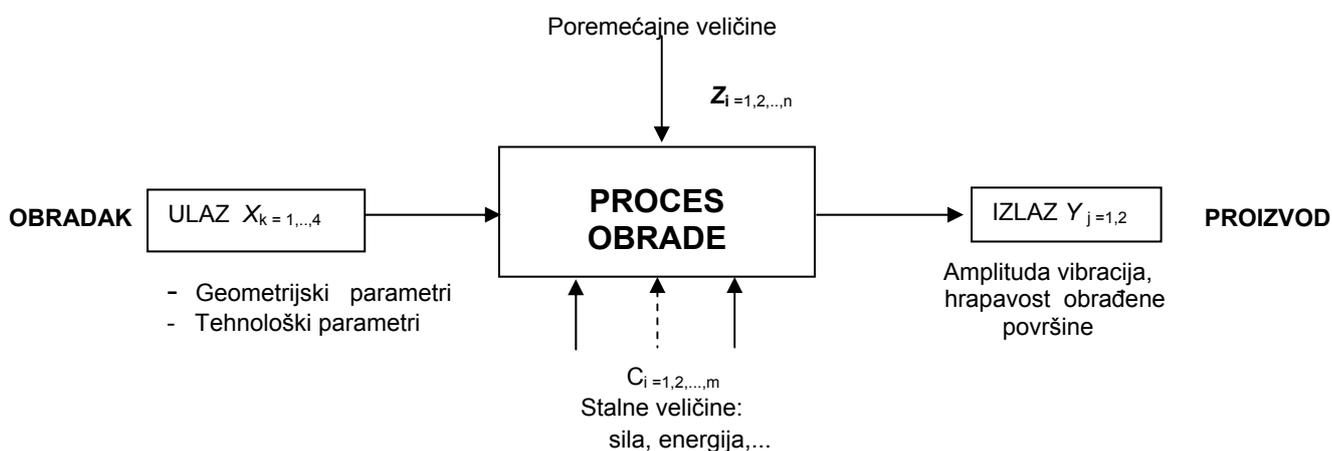 Poremećajne veličine
Zi =1,2,..,n
OBRADAK
ULAZ Xk = 1,..,4
PROCES
OBRADE
IZLAZ Y j=1,2
PROIZVOD
- Geometrijski parametri
- Tehnološki parametri
Amplituda vibracija,
hrapavost obrađene
površine
Ci =1,2,...,m
Stalne veličine:
sila, energija,...